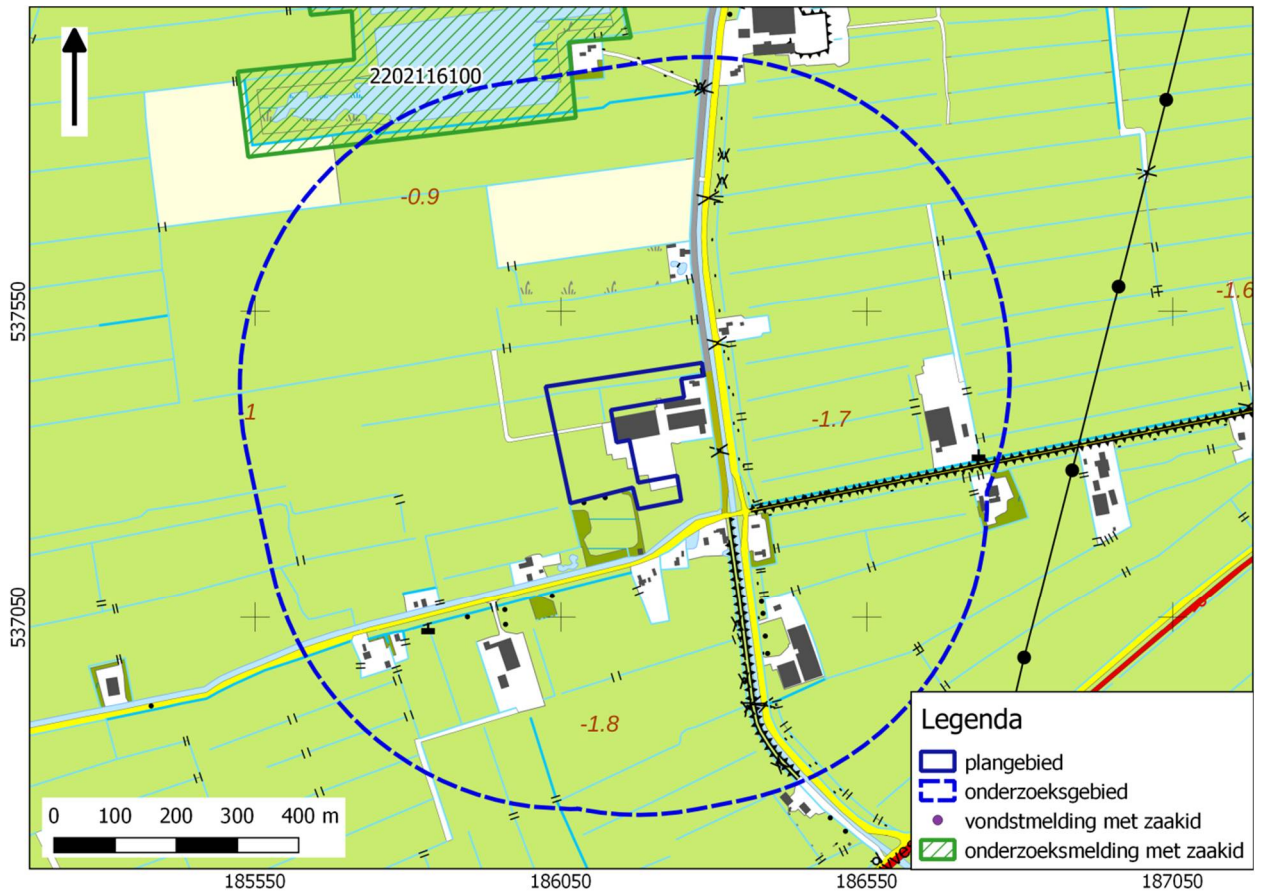 2202116100
-0.9
537550
-1.6
1
-1.7
537050
-1.8
Legenda
plangebied
onderzoeksgebied
vondstmelding met zaakid
onderzoeksmelding met zaakid
0 100 200 300 400 m
185550 186050 186550 187050